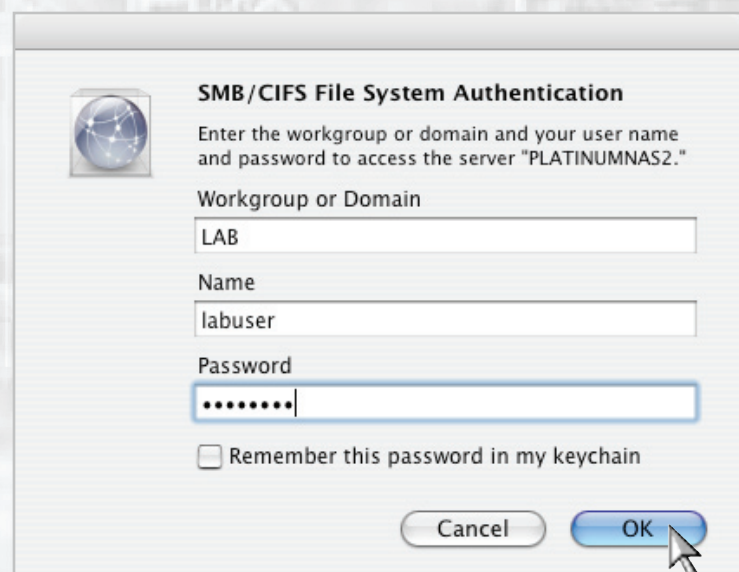 SMB/CIFS File System Authentication
Enter the workgroup or domain and your user name
and password to access the server "PLATINUMNAS2."
Workgroup or Domain
LAB
Name
labuser
Password
••••••••
Remember this password in my keychain
Cancel
OK